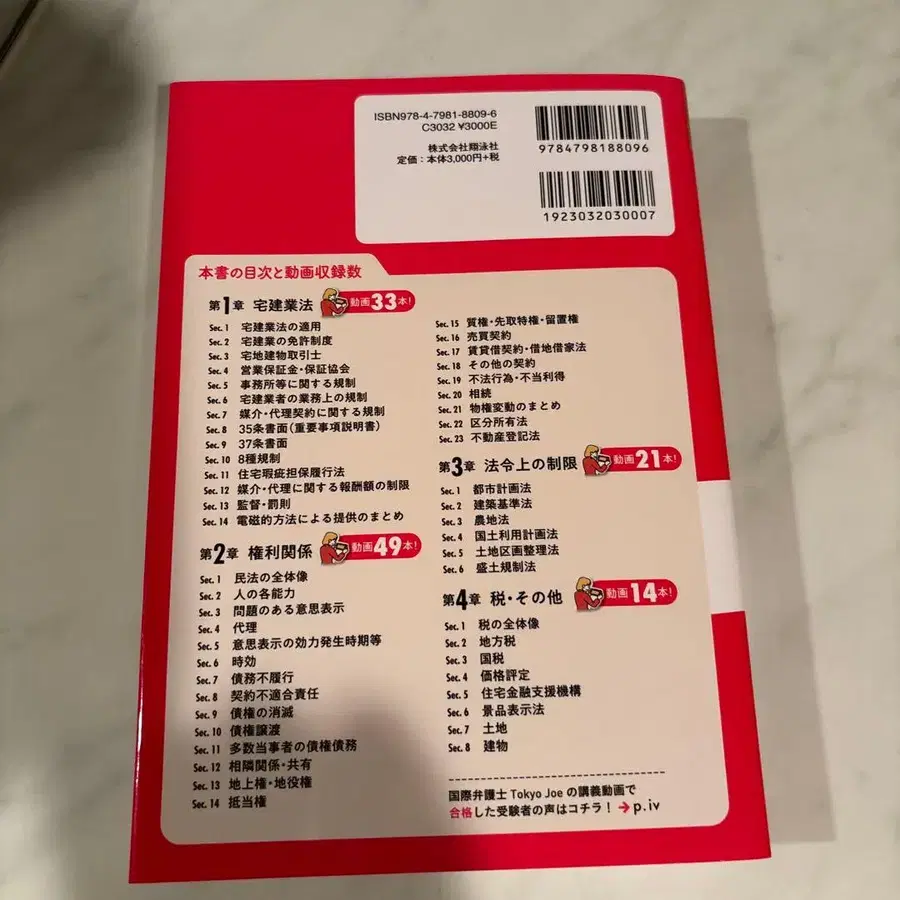 ISBN978-4-7981-8809-6
C3032 ¥3000E
株式会社翔泳社
定価：本体3,000円+税
9784798188096
1923032030007
本書の目次と動画収録数
第1章 宅建業法 動画33本!
Sec. 1 宅建業法の適用
Sec. 2 宅建業の免許制度
Sec. 3 宅地建物取引士
Sec. 4 営業保証金・保証協会
Sec. 5 事務所等に関する規制
Sec. 6 宅建業者の業務上の規制
Sec. 7 媒介・代理契約に関する規制
Sec. 8 35条書面（重要事項説明書）
Sec. 9 37条書面
Sec. 10 8種規制
Sec. 11 住宅瑕疵担保履行法
Sec. 12 媒介・代理に関する報酬額の制限
Sec. 13 監督・罰則
Sec. 14 電磁的方法による提供のまとめ
第2章 権利関係 動画49本!
Sec. 1 民法の全体像
Sec. 2 人の各能力
Sec. 3 問題のある意思表示
Sec. 4 代理
Sec. 5 意思表示の効力発生時期等
Sec. 6 時効
Sec. 7 債務不履行
Sec. 8 契約不適合責任
Sec. 9 債権の消滅
Sec. 10 債権譲渡
Sec. 11 多数当事者の債権債務
Sec. 12 相隣関係・共有
Sec. 13 地上権・地役権
Sec. 14 抵当権
Sec. 15 質権・先取特権・留置権
Sec. 16 売買契約
Sec. 17 賃貸借契約・借地借家法
Sec. 18 その他の契約
Sec. 19 不法行為・不当利得
Sec. 20 相続
Sec. 21 物権変動のまとめ
Sec. 22 区分所有法
Sec. 23 不動産登記法
第3章 法令上の制限 動画21本!
Sec. 1 都市計画法
Sec. 2 建築基準法
Sec. 3 農地法
Sec. 4 国土利用計画法
Sec. 5 土地区画整理法
Sec. 6 盛土規制法
第4章 税・その他 動画14本!
Sec. 1 税の全体像
Sec. 2 地方税
Sec. 3 国税
Sec. 4 価格評定
Sec. 5 住宅金融支援機構
Sec. 6 景品表示法
Sec. 7 土地
Sec. 8 建物
国際弁護士 Tokyo Joe の講義動画で
合格した受験者の声はコチラ！→p.iv